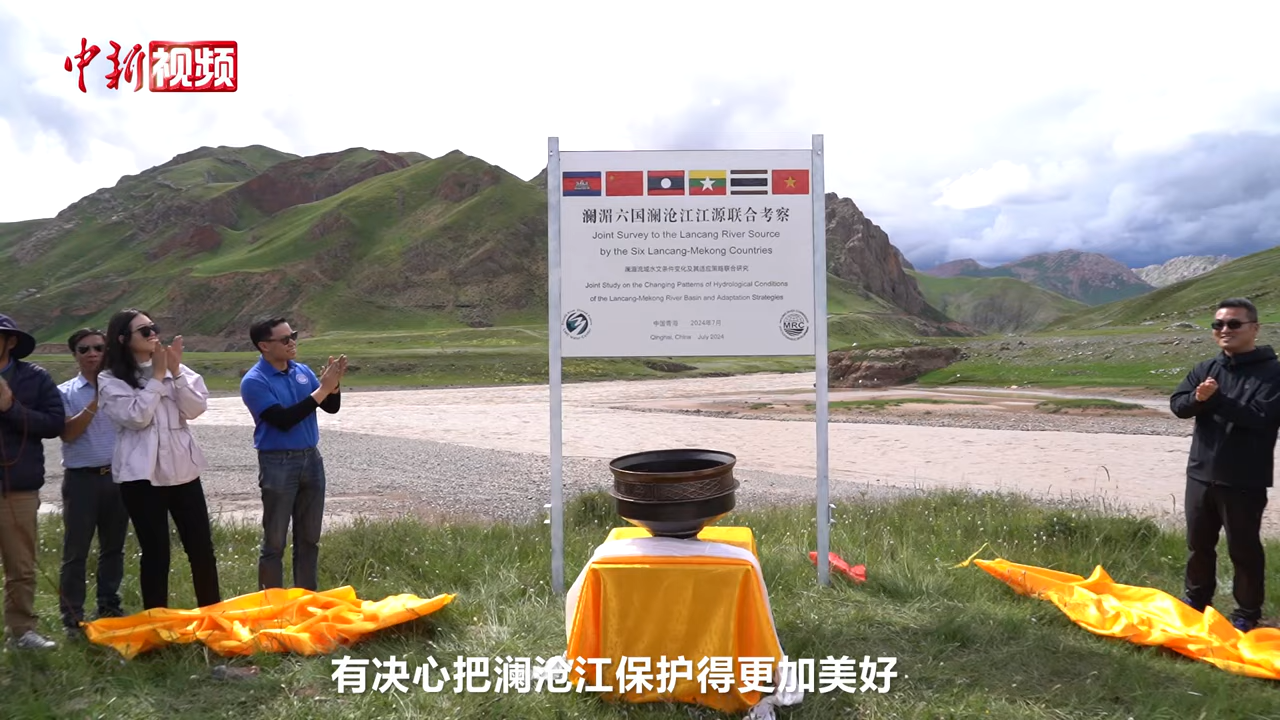 中新视频
澜湄六国澜沧江江源联合考察
Joint Survey to the Lancang River Source
by the Six Lancang-Mekong Countries
澜湄流域水文条件变化及其适应策略联合研究
Joint Study on the Changing Patterns of Hydrological Conditions
of the Lancang-Mekong River Basin and Adaptation Strategies
MRC
中国青海 2024年7月
Qinghai, China July 2024
有决心把澜沧江保护得更加美好